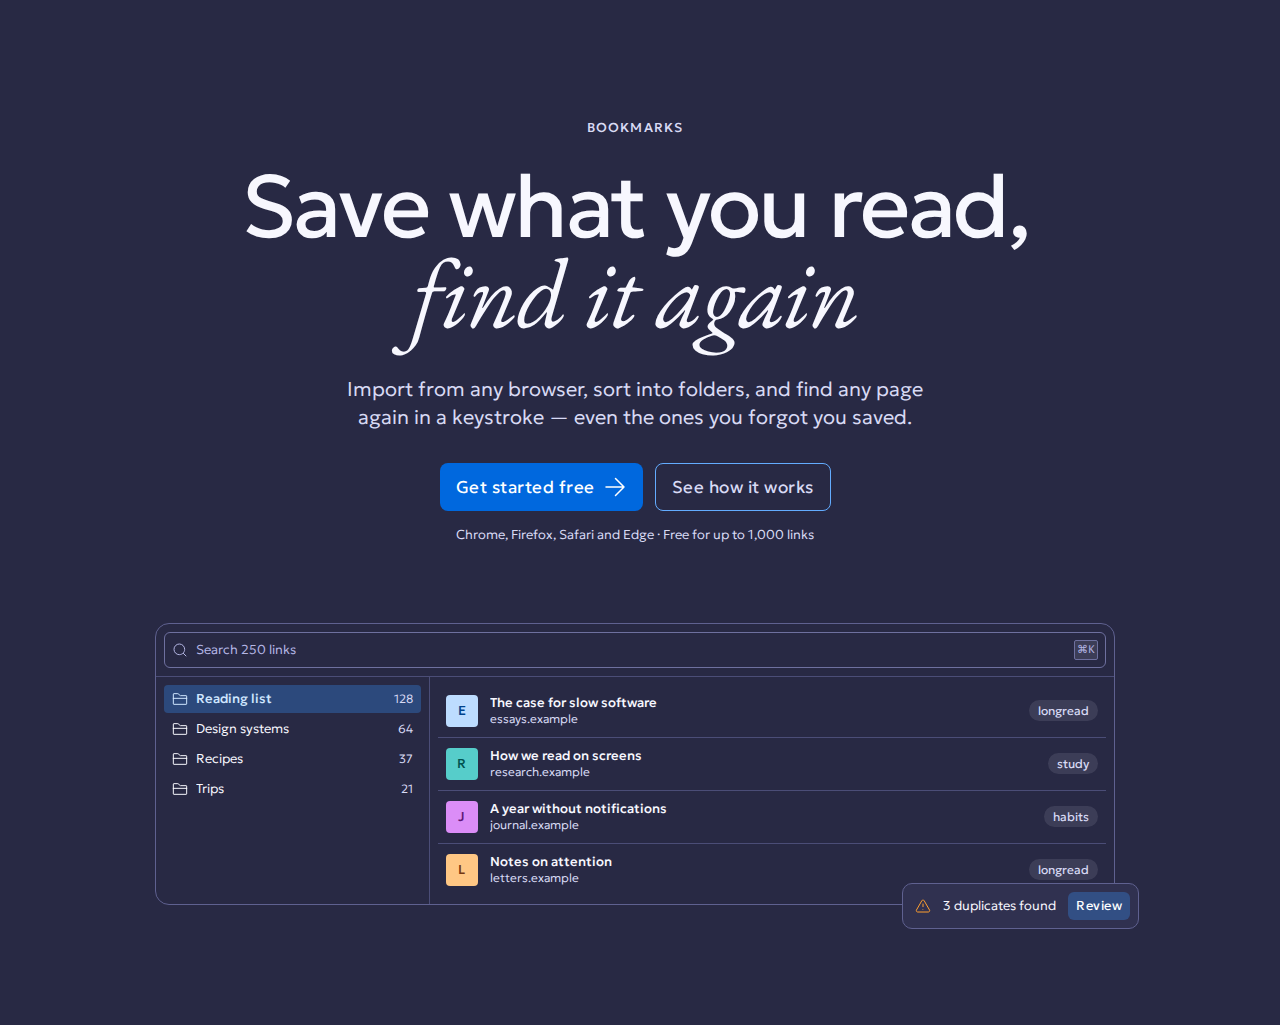 BOOKMARKS
Save what you read,
find it again
Import from any browser, sort into folders, and find any page
again in a keystroke — even the ones you forgot you saved.
Get started free
See how it works
Chrome, Firefox, Safari and Edge · Free for up to 1,000 links
Search 250 links
⌘K
Reading list 128
Design systems 64
Recipes 37
Trips 21
E
The case for slow software
essays.example
longread
R
How we read on screens
research.example
study
J
A year without notifications
journal.example
habits
L
Notes on attention
letters.example
longread
3 duplicates found
Review